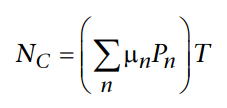 N_C = ( ∑_n μ_n P_n ) T